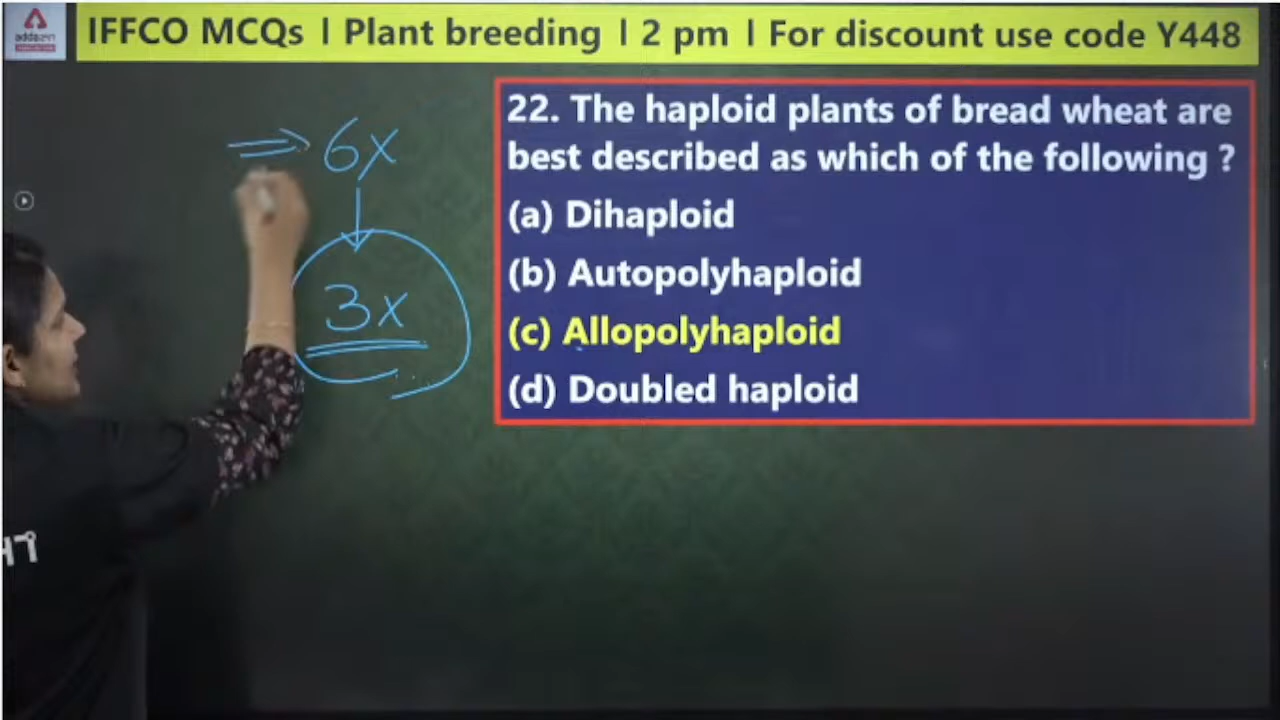 adda247
IFFCO MCQs | Plant breeding | 2 pm | For discount use code Y448
⇒ 6x
↓
3x
22. The haploid plants of bread wheat are
best described as which of the following ?
(a) Dihaploid
(b) Autopolyhaploid
(c) Allopolyhaploid
(d) Doubled haploid